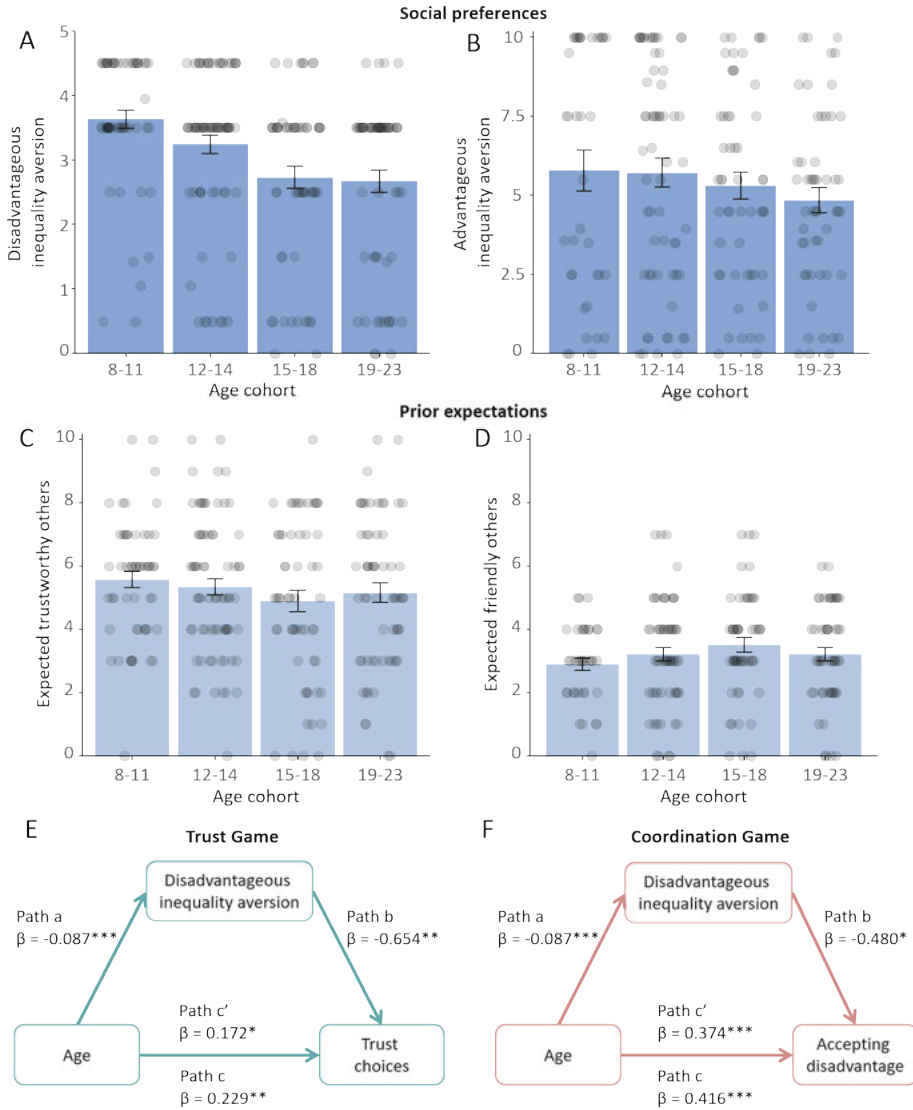 Social preferences
A
Disadvantageous
inequality aversion
5
4
3
2
1
0
8-11
12-14
15-18
19-23
Age cohort
B
Advantageous
inequality aversion
10
7.5
5
2.5
0
8-11
12-14
15-18
19-23
Age cohort
Prior expectations
C
Expected trustworthy others
10
8
6
4
2
0
8-11
12-14
15-18
19-23
Age cohort
D
Expected friendly others
10
8
6
4
2
0
8-11
12-14
15-18
19-23
Age cohort
E
Trust Game
Disadvantageous
inequality aversion
Path a
β = -0.087***
Path b
β = -0.654**
Path c’
β = 0.172*
Age
Trust
choices
Path c
β = 0.229**
F
Coordination Game
Disadvantageous
inequality aversion
Path a
β = -0.087***
Path b
β = -0.480*
Path c’
β = 0.374***
Age
Accepting
disadvantage
Path c
β = 0.416***